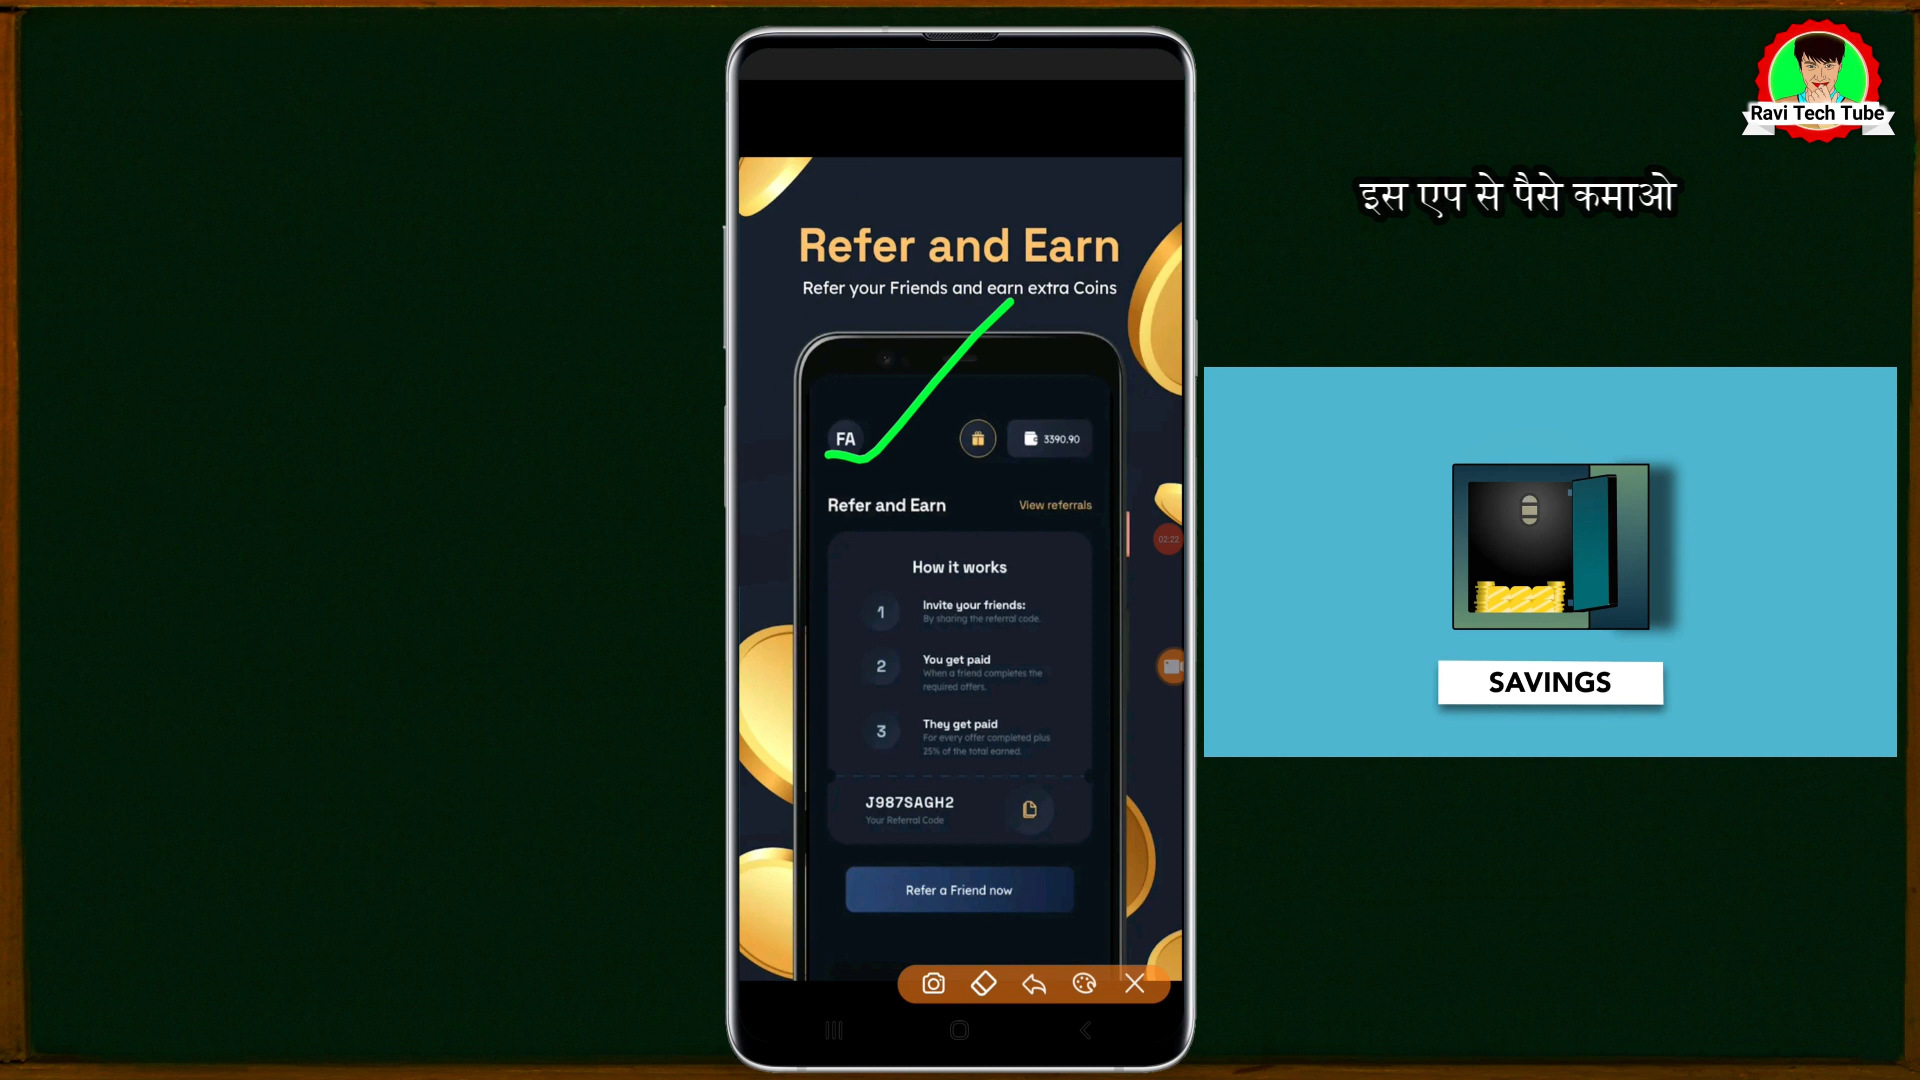 Ravi Tech Tube
इस एप से पैसे कमाओ
Refer and Earn
Refer your Friends and earn extra Coins
FA
3390.90
Refer and Earn
View referrals
How it works
1
Invite your friends:
By sharing the referral code.
2
You get paid
When a friend completes the
required offers.
3
They get paid
For every offer completed plus
25% of the total earned.
J987SAGH2
Your Referral Code
Refer a Friend now
02:22
SAVINGS